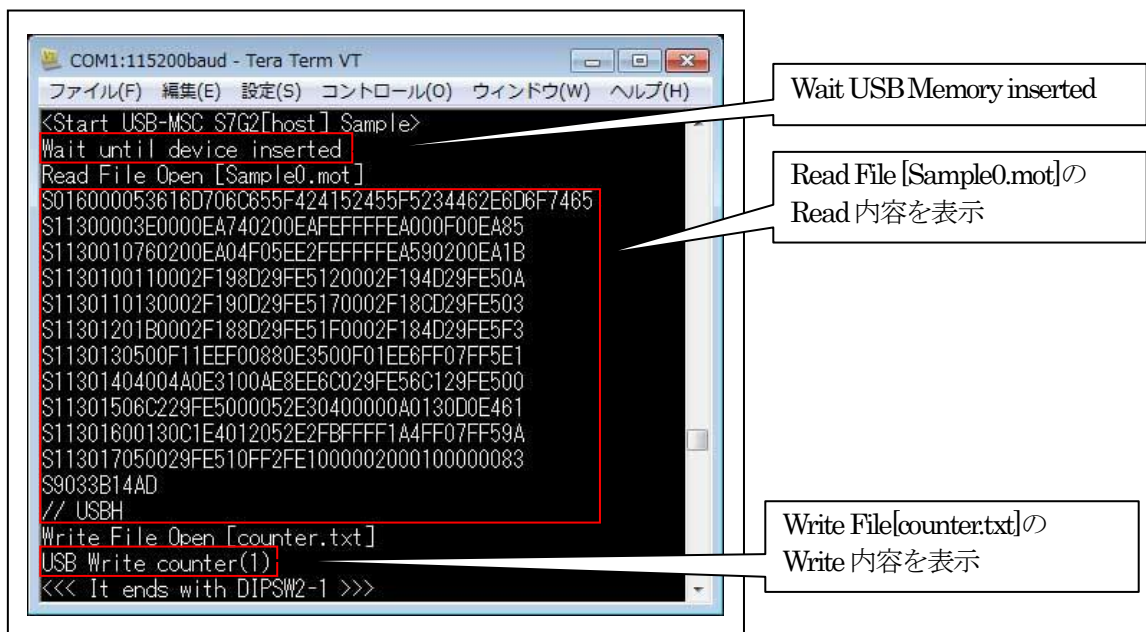 COM1:115200baud - Tera Term VT
ファイル(F) 編集(E) 設定(S) コントロール(O) ウィンドウ(W) ヘルプ(H)
<Start USB-MSC S7G2[host] Sample>
Wait until device inserted
Read File Open [Sample0.mot]
S016000053616D706C655F424152455F5234462E6D6F7465
S11300003E0000EA740200EAFEFFFFEA000F00EA85
S1130010760200EA04F05EE2FEFFFFEA590200EA1B
S11301001100002F198D29FE5120002F194D29FE50A
S11301101300002F190D29FE5170002F18CD29FE503
S11301201B0002F188D29FE51F0002F184D29FE5F3
S1130130500F11EEF00880E3500F01EE6FF07FF5E1
S11301404004A0E3100AE8EE6C029FE56C129FE500
S11301506C229FE5000052E30400000A0130D0E461
S11301600130C1E4012052E2FBFFFF1A4FF07FF59A
S113017050029FE510FF2FE1000002000100000083
S9033B14AD
// USBH
Write File Open [counter.txt]
USB Write counter(1)
<<< It ends with DIPSW2-1 >>>
Wait USB Memory inserted
Read File [Sample0.mot]の
Read 内容を表示
Write File[counter.txt]の
Write 内容を表示